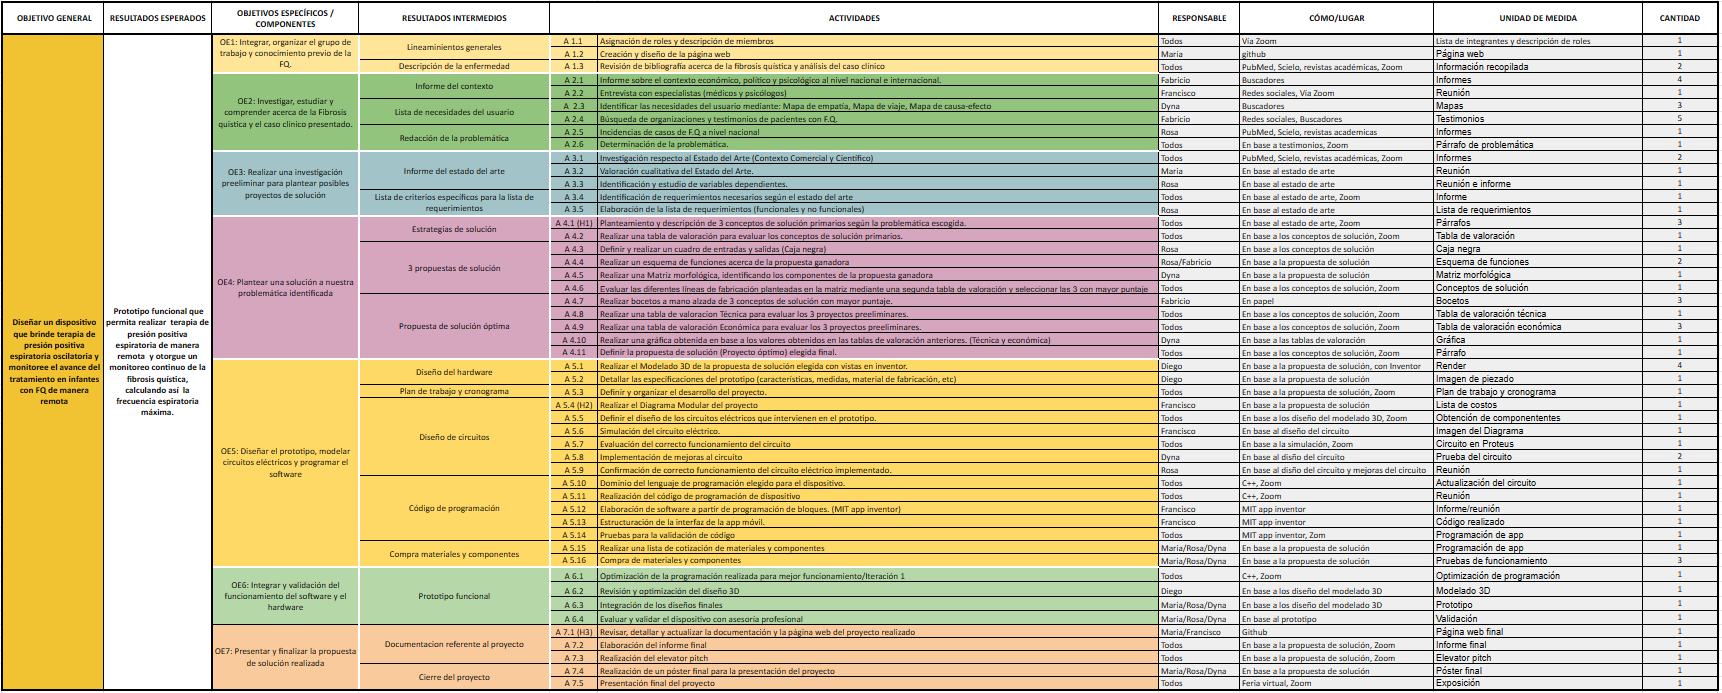 OBJETIVO GENERAL | RESULTADOS ESPERADOS | OBJETIVOS ESPECÍFICOS / COMPONENTES | RESULTADOS INTERMEDIOS | ACTIVIDADES | RESPONSABLE | CÓMO/LUGAR | UNIDAD DE MEDIDA | CANTIDAD
Diseñar un dispositivo
que brinde terapia de
presión positiva
espiratoria oscilatoria y
monitoree el avance del
tratamiento en infantes
con FQ de manera
remota
Prototipo funcional que
permita realizar terapia de
presión positiva
espiratoria de manera
remota y otorgue un
monitoreo continuo de la
fibrosis quística,
calculando así la
frecuencia espiratoria
máxima.
OE1: Integrar, organizar el grupo de
trabajo y conocimiento previo de la
FQ.
Lineaminientos generales
A 1.1 Asignación de roles y descripción de miembros Todos Vía Zoom Lista de integrantes y descripción de roles 1
A 1.2 Creación y diseño de la página web María github Página web 1
Descripción de la enfermedad
A 1.3 Revisión de bibliografía acerca de la fibrosis quística y análisis del caso clínico Todos PubMed, Scielo, revistas académicas, Zoom Información recopilada 2
OE2: Investigar, estudiar y
comprender acerca de la Fibrosis
quística y el caso clínico presentado.
Informe del contexto
A 2.1 Informe sobre el contexto económico, político y psicológico al nivel nacional e internacional. Fabricio Buscadores Informes 4
A 2.2 Entrevista con especialistas (médicos y psicólogos) Francisco Redes sociales, Vía Zoom Reunión 1
Lista de necesidades del usuario
A 2.3 Identificar las necesidades del usuario mediante: Mapa de empatía, Mapa de viaje, Mapa de causa-efecto Dyna Buscadores Mapas 3
A 2.4 Búsqueda de organizaciones y testimonios de pacientes con F.Q. Fabricio Redes sociales, Buscadores Testimonios 5
Redacción de la problemática
A 2.5 Incidencias de casos de F.Q a nivel nacional Rosa PubMed, Scielo, revistas academicas Informes 1
A 2.6 Determinación de la problemática. Todos En base a testimonios, Zoom Párrafo de problemática 1
OE3: Realizar una investigación
preeliminar para plantear posibles
proyectos de solución
Informe del estado del arte
A 3.1 Investigación respecto al Estado del Arte (Contexto Comercial y Científico) Todos PubMed, Scielo, revistas académicas, Zoom Informes 2
A 3.2 Valoración cualitativa del Estado del Arte. María En base al estado de arte Reunión 1
A 3.3 Identificación y estudio de variables dependientes. Rosa En base al estado de arte Reunión e informe 1
Lista de criterios específicos para la lista de
requerimientos
A 3.4 Identificación de requerimientos necesarios según el estado del arte Todos En base al estado de arte, Zoom Informe 1
A 3.5 Elaboración de la lista de requerimientos (funcionales y no funcionales) Rosa En base al estado de arte Lista de requerimientos 1
OE4: Plantear una solución a nuestra
problemática identificada
Estrategias de solución
A 4.1 (H1) Planteamiento y descripción de 3 conceptos de solución primarios según la problemática escogida. Todos En base al estado de arte, Zoom Párrafos 3
A 4.2 Realizar una tabla de valoración para evaluar los conceptos de solución primarios. Todos En base a los conceptos de solución, Zoom Tabla de valoración 1
3 propuestas de solución
A 4.3 Definir y realizar un cuadro de entradas y salidas (Caja negra) Rosa En base a los conceptos de solución Caja negra 1
A 4.4 Realizar un esquema de funciones acerca de la propuesta ganadora Rosa/Fabricio En base a la propuesta de solución Esquema de funciones 2
A 4.5 Realizar una Matriz morfológica, identificando los componentes de la propuesta ganadora Dyna En base a la propuesta de solución Matriz morfológica 1
A 4.6 Evaluar las diferentes líneas de fabricación planteadas en la matriz mediante una segunda tabla de valoración y seleccionar las 3 con mayor puntaje Todos En base a los conceptos de solución, Zoom Conceptos de solución 1
Propuesta de solución óptima
A 4.7 Realizar bocetos a mano alzada de 3 conceptos de solución con mayor puntaje. Fabricio En papel Bocetos 3
A 4.8 Realizar una tabla de valoracion Técnica para evaluar los 3 proyectos preeliminares. Todos En base a los conceptos de solución, Zoom Tabla de valoración técnica 1
A 4.9 Realizar una tabla de valoración Económica para evaluar los 3 proyectos preeliminares. Todos En base a los conceptos de solución, Zoom Tabla de valoración económica 3
A 4.10 Realizar una gráfica obtenida en base a los valores obtenidos en las tablas de valoración anteriores. (Técnica y económica) Dyna En base a las tablas de valoración Gráfica 1
A 4.11 Definir la propuesta de solución (Proyecto óptimo) elegida final. Todos En base a los conceptos de solución, Zoom Párrafo 1
OE5: Diseñar el prototipo, modelar
circuitos eléctricos y programar el
software
Diseño del hardware
A 5.1 Realizar el Modelado 3D de la propuesta de solución elegida con vistas en inventor. Diego En base a la propuesta de solución, con Inventor Render 4
A 5.2 Detallar las especificaciones del prototipo (características, medidas, material de fabricación, etc) Diego En base a la propuesta de solución Imagen de piezado 1
Plan de trabajo y cronograma
A 5.3 Definir y organizar el desarrollo del proyecto. Todos En base a la propuesta de solución, Zoom Plan de trabajo y cronograma 1
Diseño de circuitos
A 5.4 (H2) Realizar el Diagrama Modular del proyecto Francisco En base a la propuesta de solución Lista de costos 1
A 5.5 Definir el diseño de los circuitos eléctricos que intervienen en el prototipo. Todos En base a los diseño del modelado 3D, Zoom Obtención de componententes 1
A 5.6 Simulación del circuito eléctrico. Francisco En base al diseño del circuito Imagen del Diagrama 1
A 5.7 Evaluación del correcto funcionamiento del circuito Todos En base a la simulación, Zoom Circuito en Proteus 1
A 5.8 Implementación de mejoras al circuito Dyna En base al disño del circuito Prueba del circuito 2
A 5.9 Confirmación de correcto funcionamiento del circuito eléctrico implementado. Rosa En base al disño del circuito y mejoras del circuito Reunión 1
Código de programación
A 5.10 Dominio del lenguaje de programación elegido para el dispositivo. Todos C++, Zoom Actualización del circuito 1
A 5.11 Realización del código de programación de dispositivo Todos C++, Zoom Reunión 1
A 5.12 Elaboración de software a partir de programación de bloques. (MIT app inventor) Francisco MIT app inventor Informe/reunión 1
A 5.13 Estructuración de la interfaz de la app móvil. Francisco MIT app inventor Código realizado 1
A 5.14 Pruebas para la validación de código Todos MIT app inventor, Zom Programación de app 1
Compra materiales y componentes
A 5.15 Realizar una lista de cotización de materiales y componentes Maria/Rosa/Dyna En base a la propuesta de solución Programación de app 1
A 5.16 Compra de materiales y componentes Maria/Rosa/Dyna En base a la propuesta de solución Pruebas de funcionamiento 3
OE6: Integrar y validación del
funcionamiento del software y el
hardware
Prototipo funcional
A 6.1 Optimización de la programación realizada para mejor funcionamiento/Iteración 1 Todos C++, Zoom Optimización de programación 1
A 6.2 Revisión y optimización del diseño 3D Diego En base a los diseño del modelado 3D Modelado 3D 1
A 6.3 Integración de los diseños finales Maria/Rosa/Dyna En base a los diseño del modelado 3D Prototipo 1
A 6.4 Evaluar y validar el dispositivo con asesoría profesional Maria/Rosa/Dyna En base al prototipo Validación 1
OE7: Presentar y finalizar la propuesta
de solución realizada
Documentacion referente al proyecto
A 7.1 (H3) Revisar, detallar y actualizar la documentación y la página web del proyecto realizado Maria/Francisco Github Página web final 1
A 7.2 Elaboración del informe final Todos En base a la propuesta de solución, Zoom Informe final 1
A 7.3 Realización del elevator pitch Todos En base a la propuesta de solución, Zoom Elevator pitch 1
Cierre del proyecto
A 7.4 Realización de un póster final para la presentación del proyecto Maria/Rosa/Dyna En base a la propuesta de solución Póster final 1
A 7.5 Presentación final del proyecto Todos Feria virtual, Zoom Exposición 1